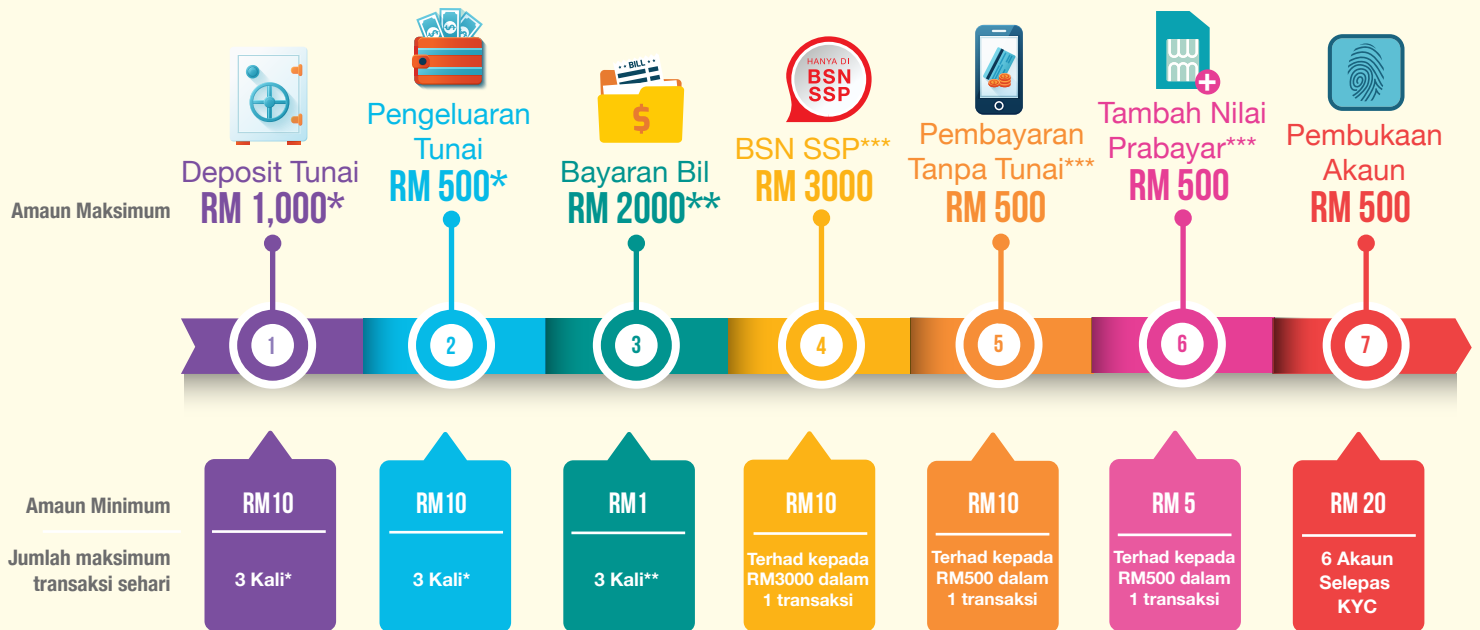 BILL
HANYA DI
BSN
SSP
Deposit Tunai
RM 1,000*
Pengeluaran
Tunai
RM 500*
Bayaran Bil
RM 2000**
BSN SSP***
RM 3000
Pembayaran
Tanpa Tunai***
RM 500
Tambah Nilai
Prabayar***
RM 500
Pembukaan
Akaun
RM 500
Amaun Maksimum
1
2
3
4
5
6
7
Amaun Minimum
RM10
RM10
RM1
RM10
RM10
RM 5
RM 20
Jumlah maksimum
transaksi sehari
3 Kali*
3 Kali*
3 Kali**
Terhad kepada
RM3000 dalam
1 transaksi
Terhad kepada
RM500 dalam
1 transaksi
Terhad kepada
RM500 dalam
1 transaksi
6 Akaun
Selepas
KYC